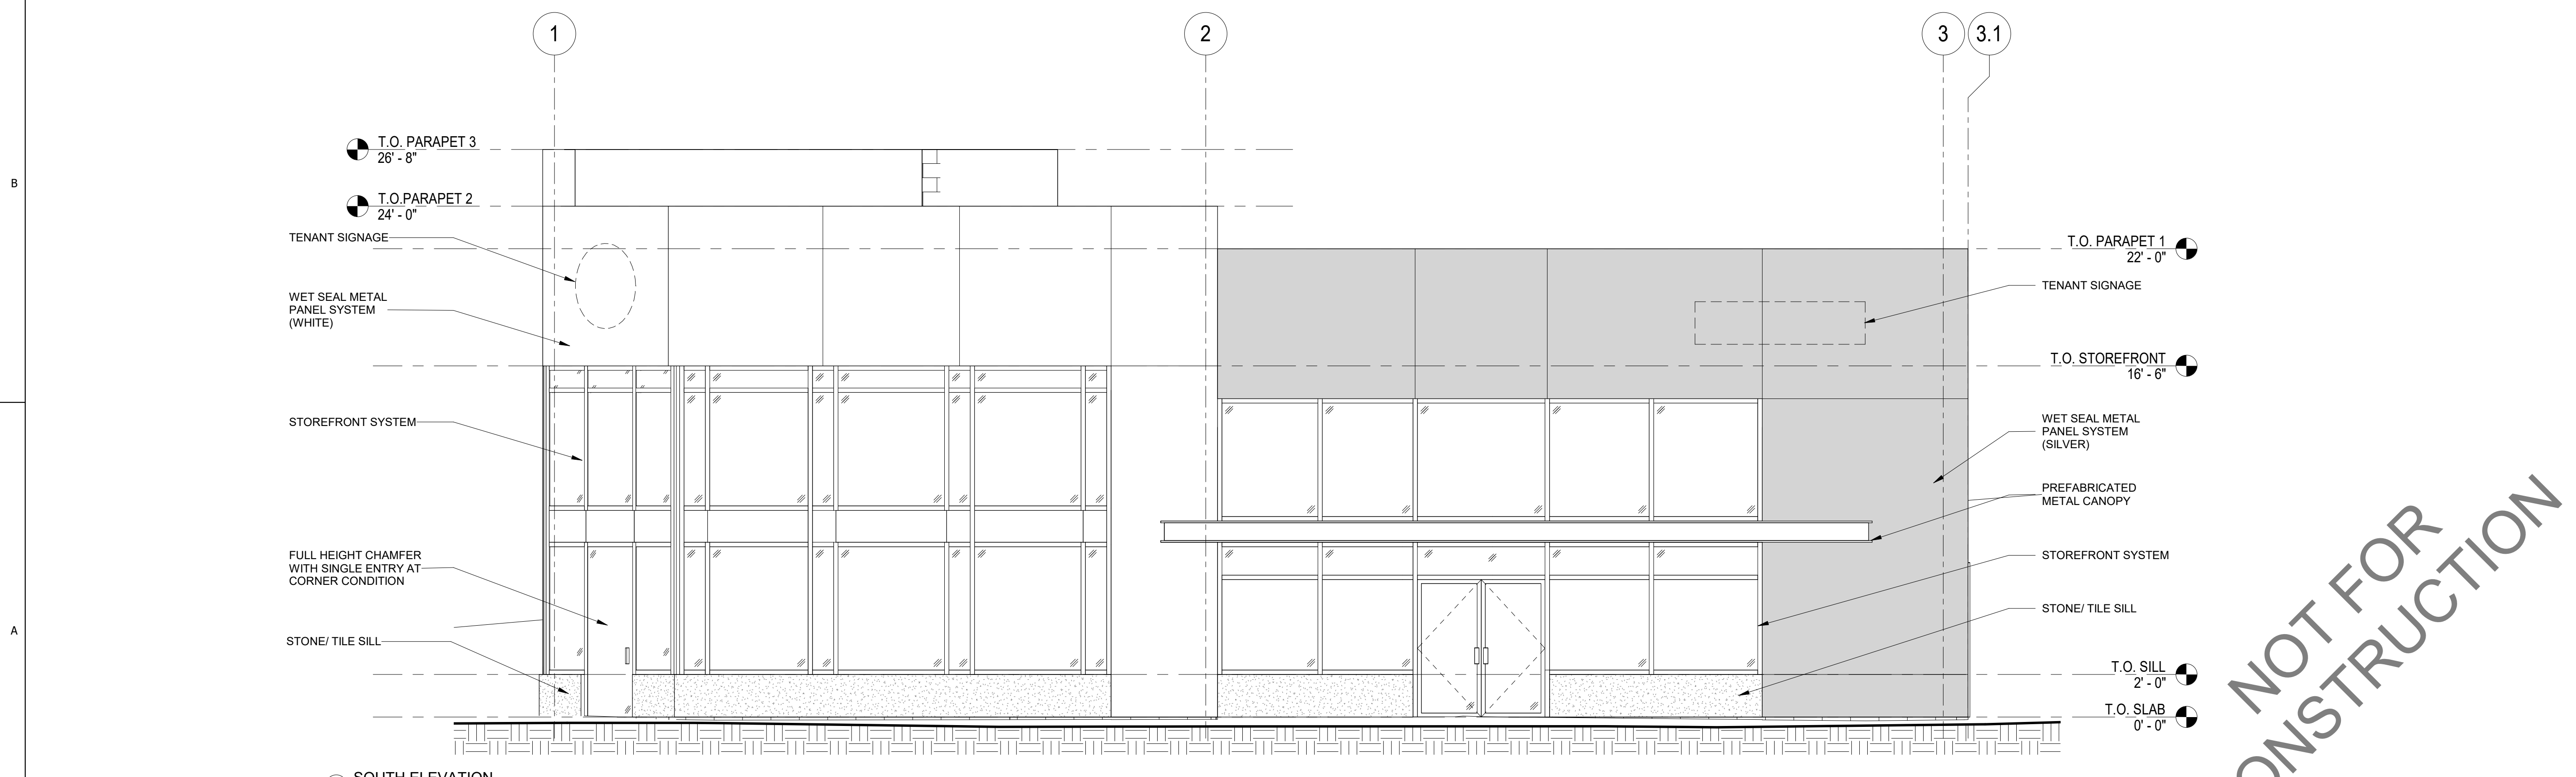 1
2
3
3.1
B
A
T.O. PARAPET 3
26' - 8"
T.O.PARAPET 2
24' - 0"
TENANT SIGNAGE
WET SEAL METAL
PANEL SYSTEM
(WHITE)
STOREFRONT SYSTEM
FULL HEIGHT CHAMFER
WITH SINGLE ENTRY AT
CORNER CONDITION
STONE/ TILE SILL
T.O. PARAPET 1
22' - 0"
TENANT SIGNAGE
T.O. STOREFRONT
16' - 6"
WET SEAL METAL
PANEL SYSTEM
(SILVER)
PREFABRICATED
METAL CANOPY
STOREFRONT SYSTEM
STONE/ TILE SILL
T.O. SILL
2' - 0"
T.O. SLAB
0' - 0"
SOUTH ELEVATION
NOT FOR
ONSTRUCTION